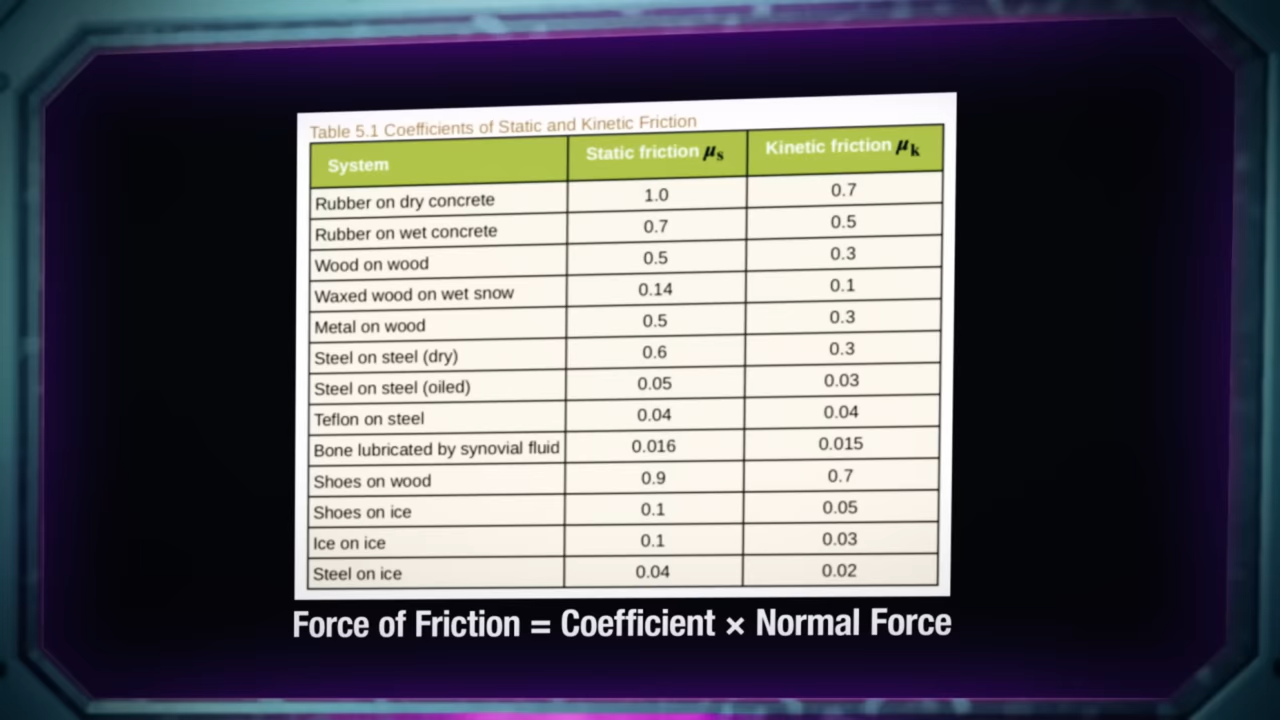 Table 5.1 Coefficients of Static and Kinetic Friction
System Static friction μs Kinetic friction μk
Rubber on dry concrete 1.0 0.7
Rubber on wet concrete 0.7 0.5
Wood on wood 0.5 0.3
Waxed wood on wet snow 0.14 0.1
Metal on wood 0.5 0.3
Steel on steel (dry) 0.6 0.3
Steel on steel (oiled) 0.05 0.03
Teflon on steel 0.04 0.04
Bone lubricated by synovial fluid 0.016 0.015
Shoes on wood 0.9 0.7
Shoes on ice 0.1 0.05
Ice on ice 0.1 0.03
Steel on ice 0.04 0.02
Force of Friction = Coefficient × Normal Force